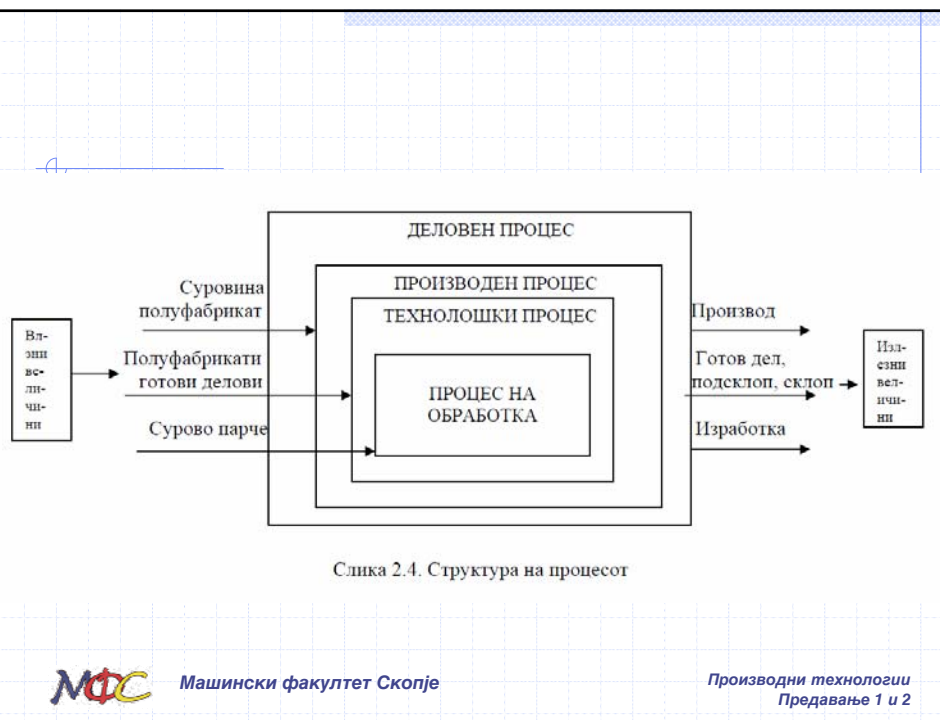 ДЕЛОВЕН ПРОЦЕС
ПРОИЗВОДЕН ПРОЦЕС
ТЕХНОЛОШКИ ПРОЦЕС
ПРОЦЕС НА
ОБРАБОТКА
Вл-
зни
ве-
ли-
чи-
ни
Суровина
полуфабрикат
Полуфабрикати
готови делови
Сурово парче
Производ
Готов дел,
подсклоп, склоп
Изработка
Изл-
езни
вел-
ичи-
ни
Слика 2.4. Структура на процесот
МФС
Машински факултет Скопје
Производни технологии
Предавање 1 и 2